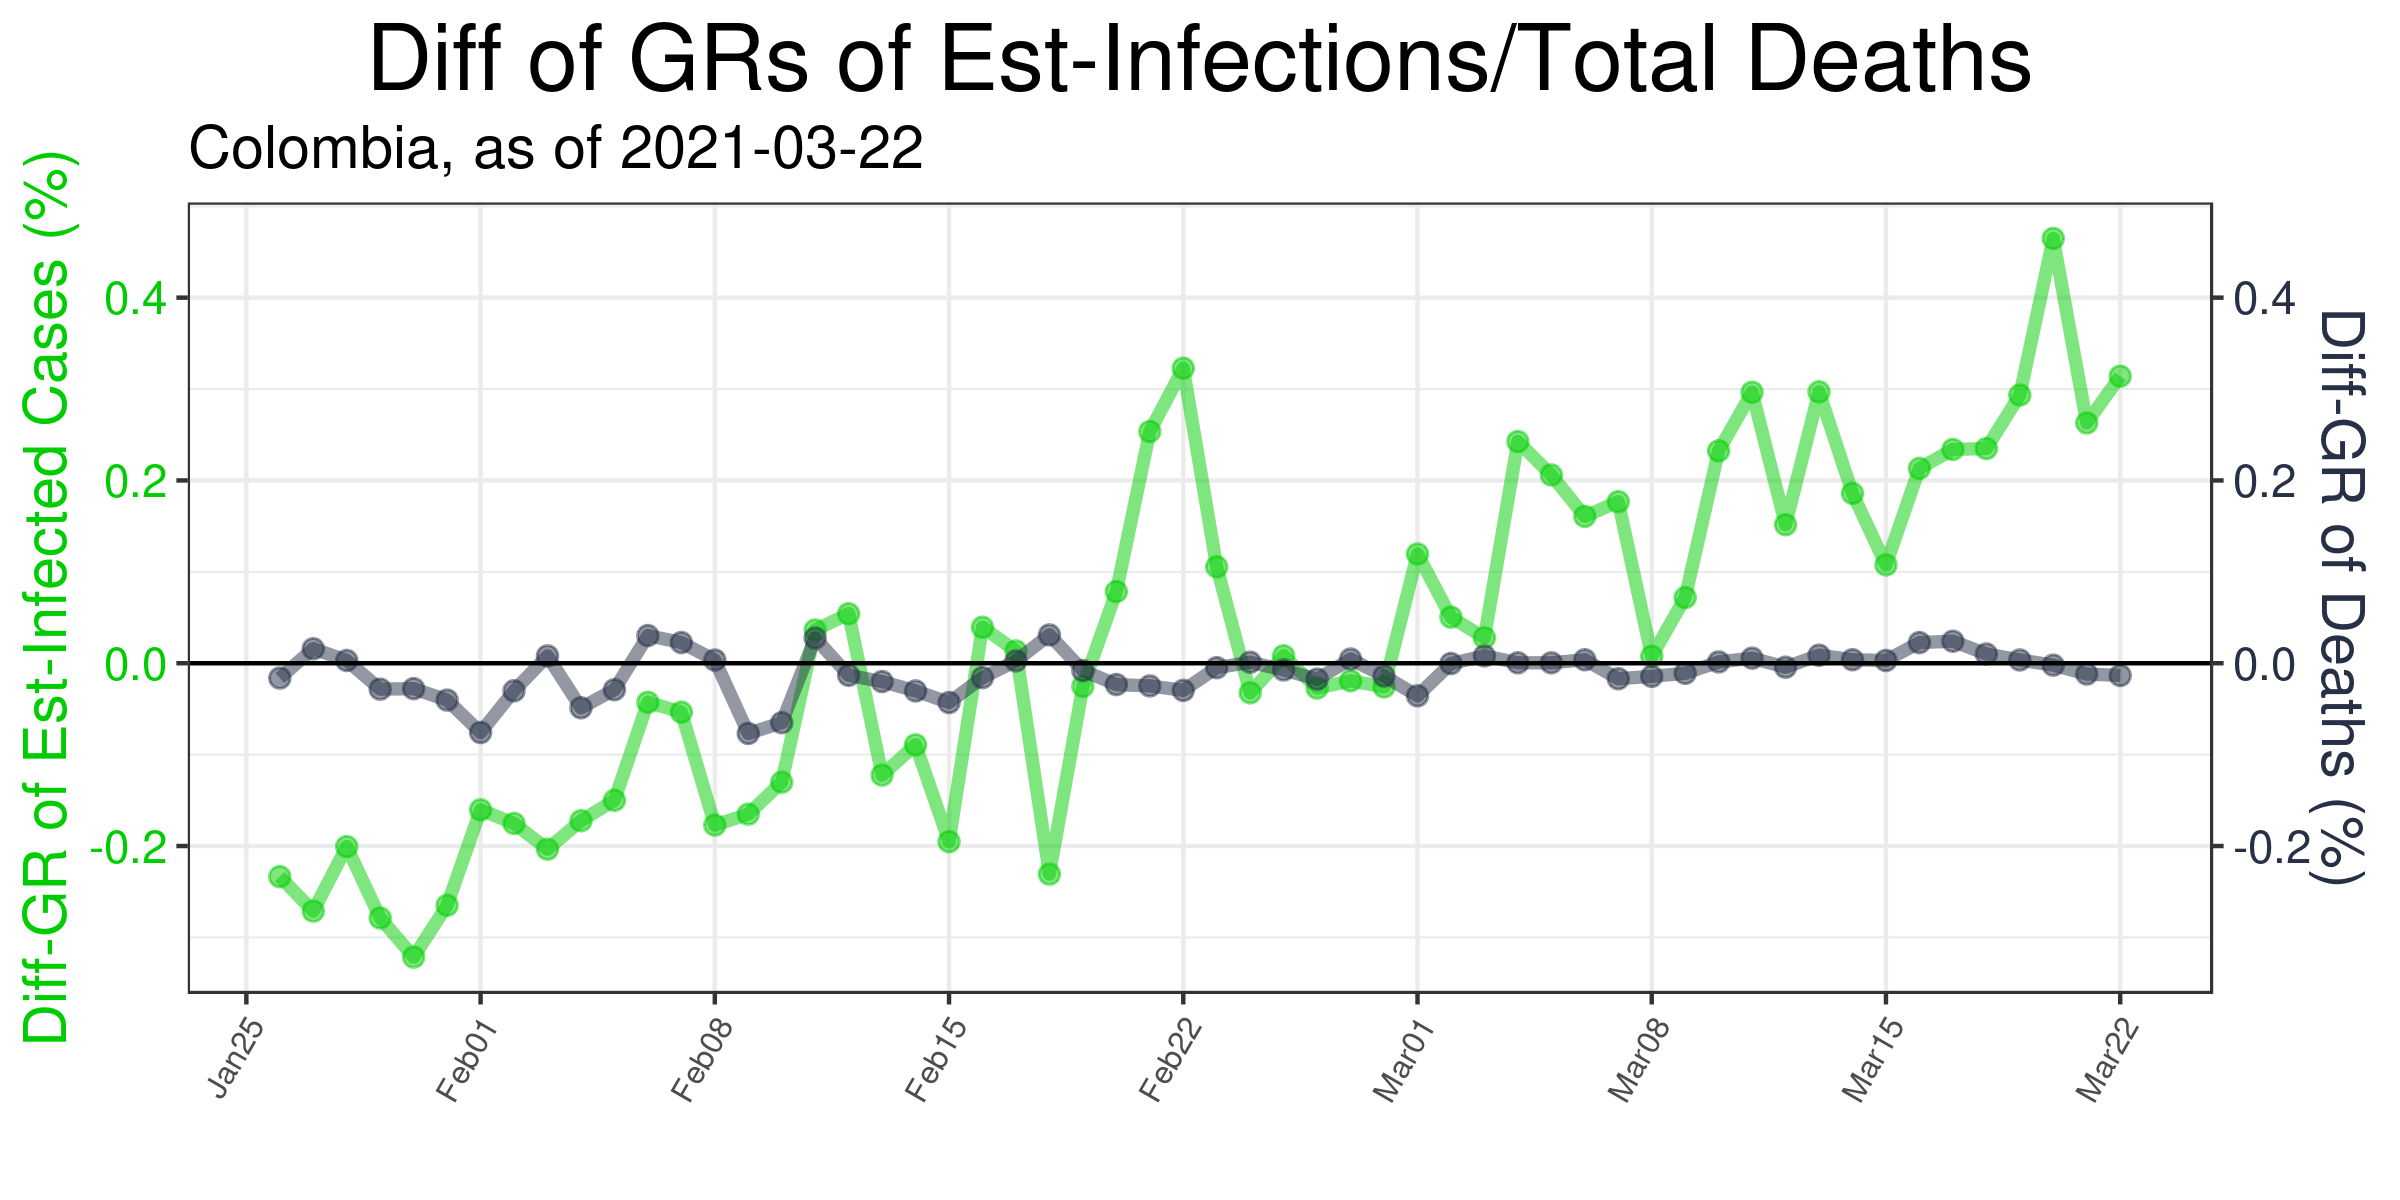 Diff of GRs of Est-Infections/Total Deaths
Colombia, as of 2021-03-22
Diff-GR of Est-Infected Cases (%)
0.4
0.2
0.0
-0.2
0.4
0.2
0.0
-0.2
Diff-GR of Deaths (%)
Jan25
Feb01
Feb08
Feb15
Feb22
Mar01
Mar08
Mar15
Mar22